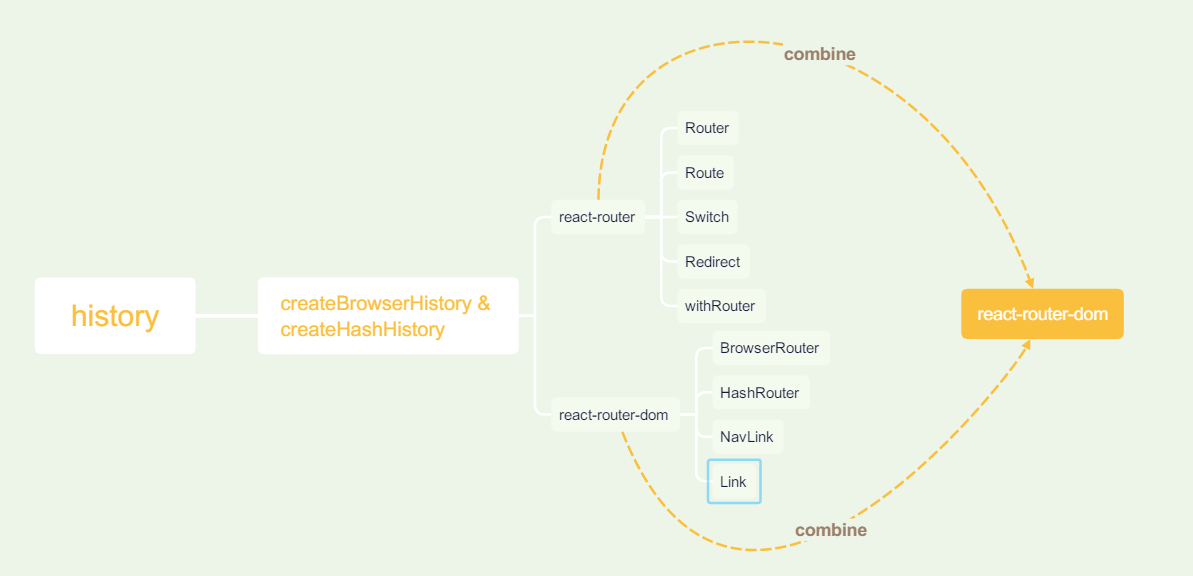 combine
Router
Route
react-router
Switch
Redirect
history
createBrowserHistory &
createHashHistory
withRouter
react-router-dom
BrowserRouter
HashRouter
react-router-dom
NavLink
Link
combine